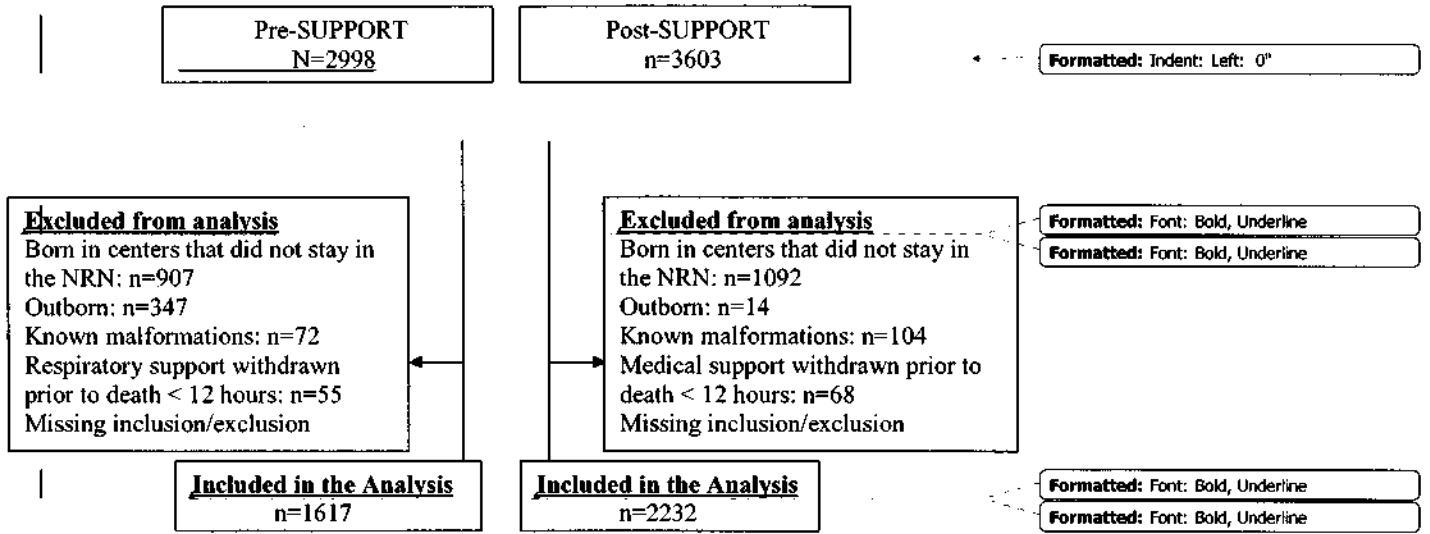 Pre-SUPPORT
N=2998
Post-SUPPORT
n=3603
Formatted: Indent: Left: 0"
Excluded from analysis
Born in centers that did not stay in
the NRN: n=907
Outborn: n=347
Known malformations: n=72
Respiratory support withdrawn
prior to death < 12 hours: n=55
Missing inclusion/exclusion
Excluded from analysis
Born in centers that did not stay in
the NRN: n=1092
Outborn: n=14
Known malformations: n=104
Medical support withdrawn prior to
death < 12 hours: n=68
Missing inclusion/exclusion
Formatted: Font: Bold, Underline
Formatted: Font: Bold, Underline
Included in the Analysis
n=1617
Included in the Analysis
n=2232
Formatted: Font: Bold, Underline
Formatted: Font: Bold, Underline